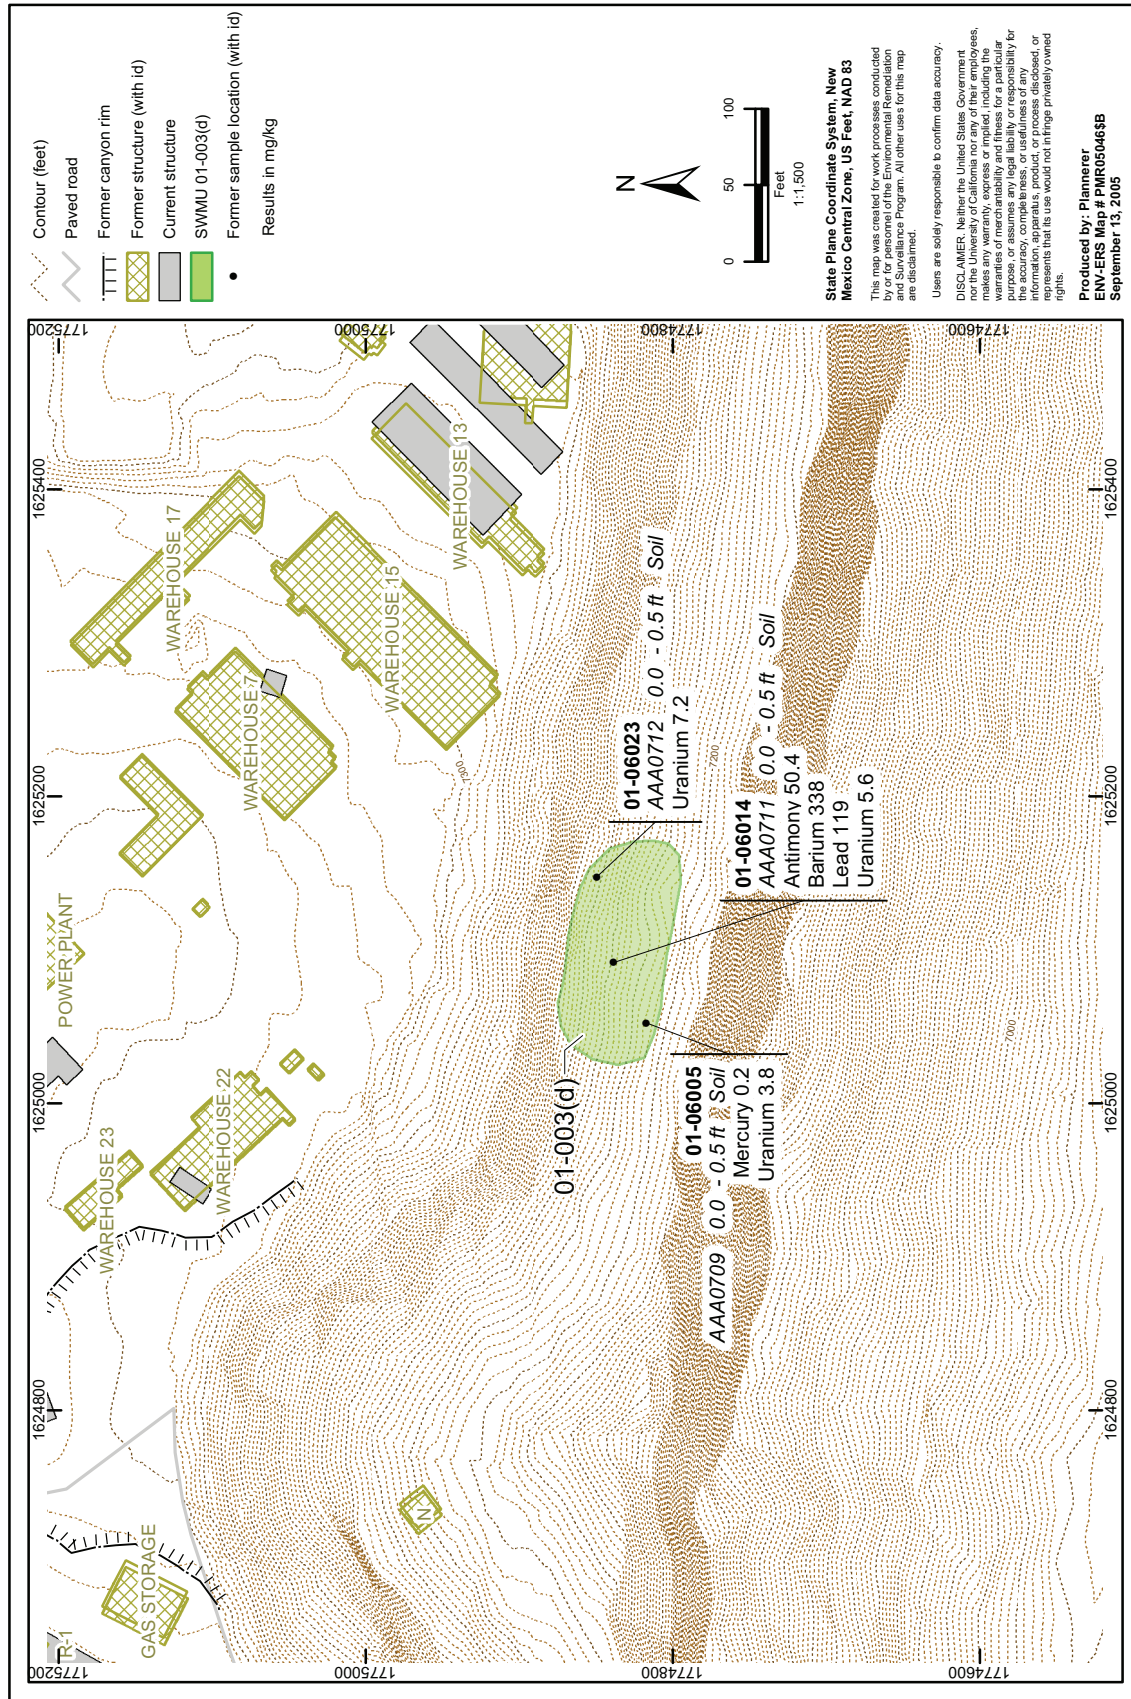 1775200
1775000
1774800
1774600
1625400
1625200
1625000
1624800
1625400
1625200
1625000
1624800
1775200
1775000
1774800
1774600
R-1
GAS STORAGE
WAREHOUSE 23
WAREHOUSE 22
POWER PLANT
WAREHOUSE 7
WAREHOUSE 17
WAREHOUSE 15
WAREHOUSE 13
N
7300
7200
7000
01-003(d)
01-06005
AAA0709 0.0 - 0.5 ft Soil
Mercury 0.2
Uranium 3.8
01-06014
AAA0711 0.0 - 0.5 ft Soil
Antimony 50.4
Barium 338
Lead 119
Uranium 5.6
01-06023
AAA0712 0.0 - 0.5 ft Soil
Uranium 7.2
Contour (feet)
Paved road
Former canyon rim
Former structure (with id)
Current structure
SWMU 01-003(d)
Former sample location (with id)
Results in mg/kg
N
0 50 100
Feet
1:1,500
State Plane Coordinate System, New
Mexico Central Zone, US Feet, NAD 83
This map was created for work processes conducted
by or for personnel of the Environmental Remediation
and Surveillance Program. All other uses for this map
are disclaimed.
Users are solely responsible to confirm data accuracy.
DISCLAIMER. Neither the United States Government
nor the University of California nor any of their employees,
makes any warranty, express or implied, including the
warranties of merchantability and fitness for a particular
purpose, or assumes any legal liability or responsibility for
the accuracy, completeness, or usefulness of any
information, apparatus, product, or process disclosed, or
represents that its use would not infringe privately owned
rights.
Produced by: Plannerer
ENV-ERS Map # PMR05046$B
September 13, 2005